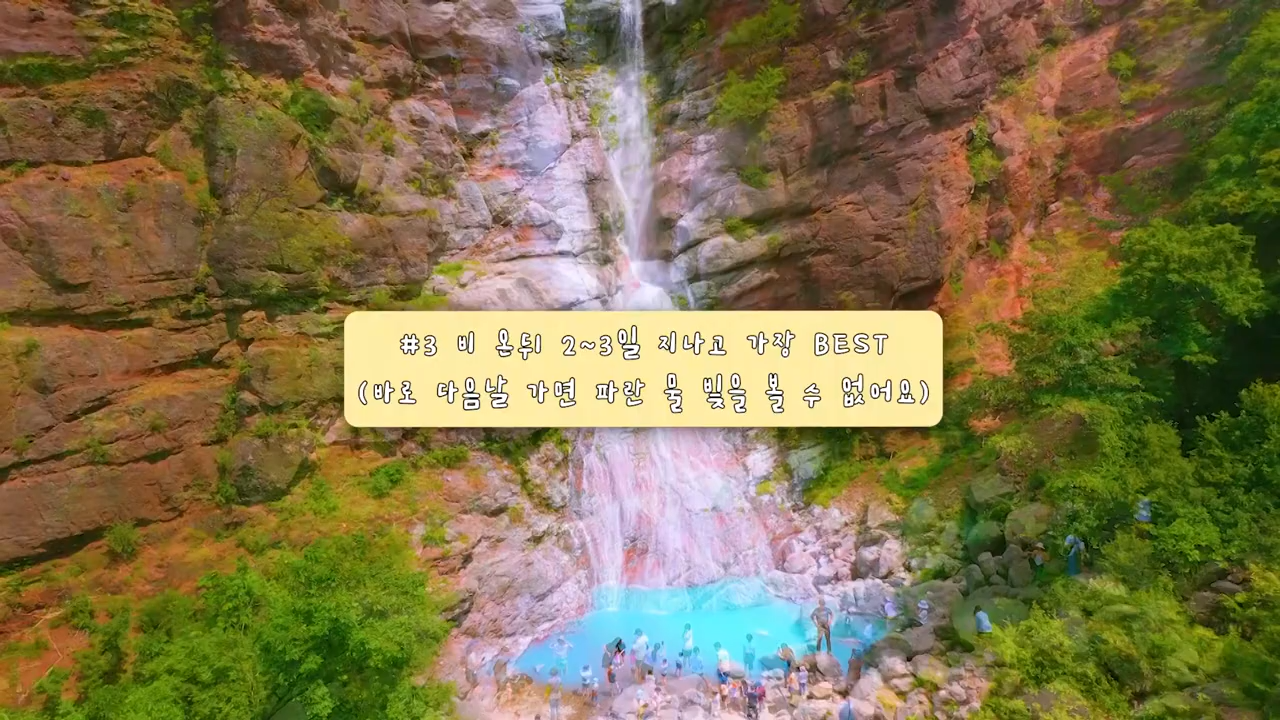 #3 비 온뒤 2~3일 지나고 가장 BEST
(바로 다음날 가면 파란 물 빛을 볼 수 없어요)